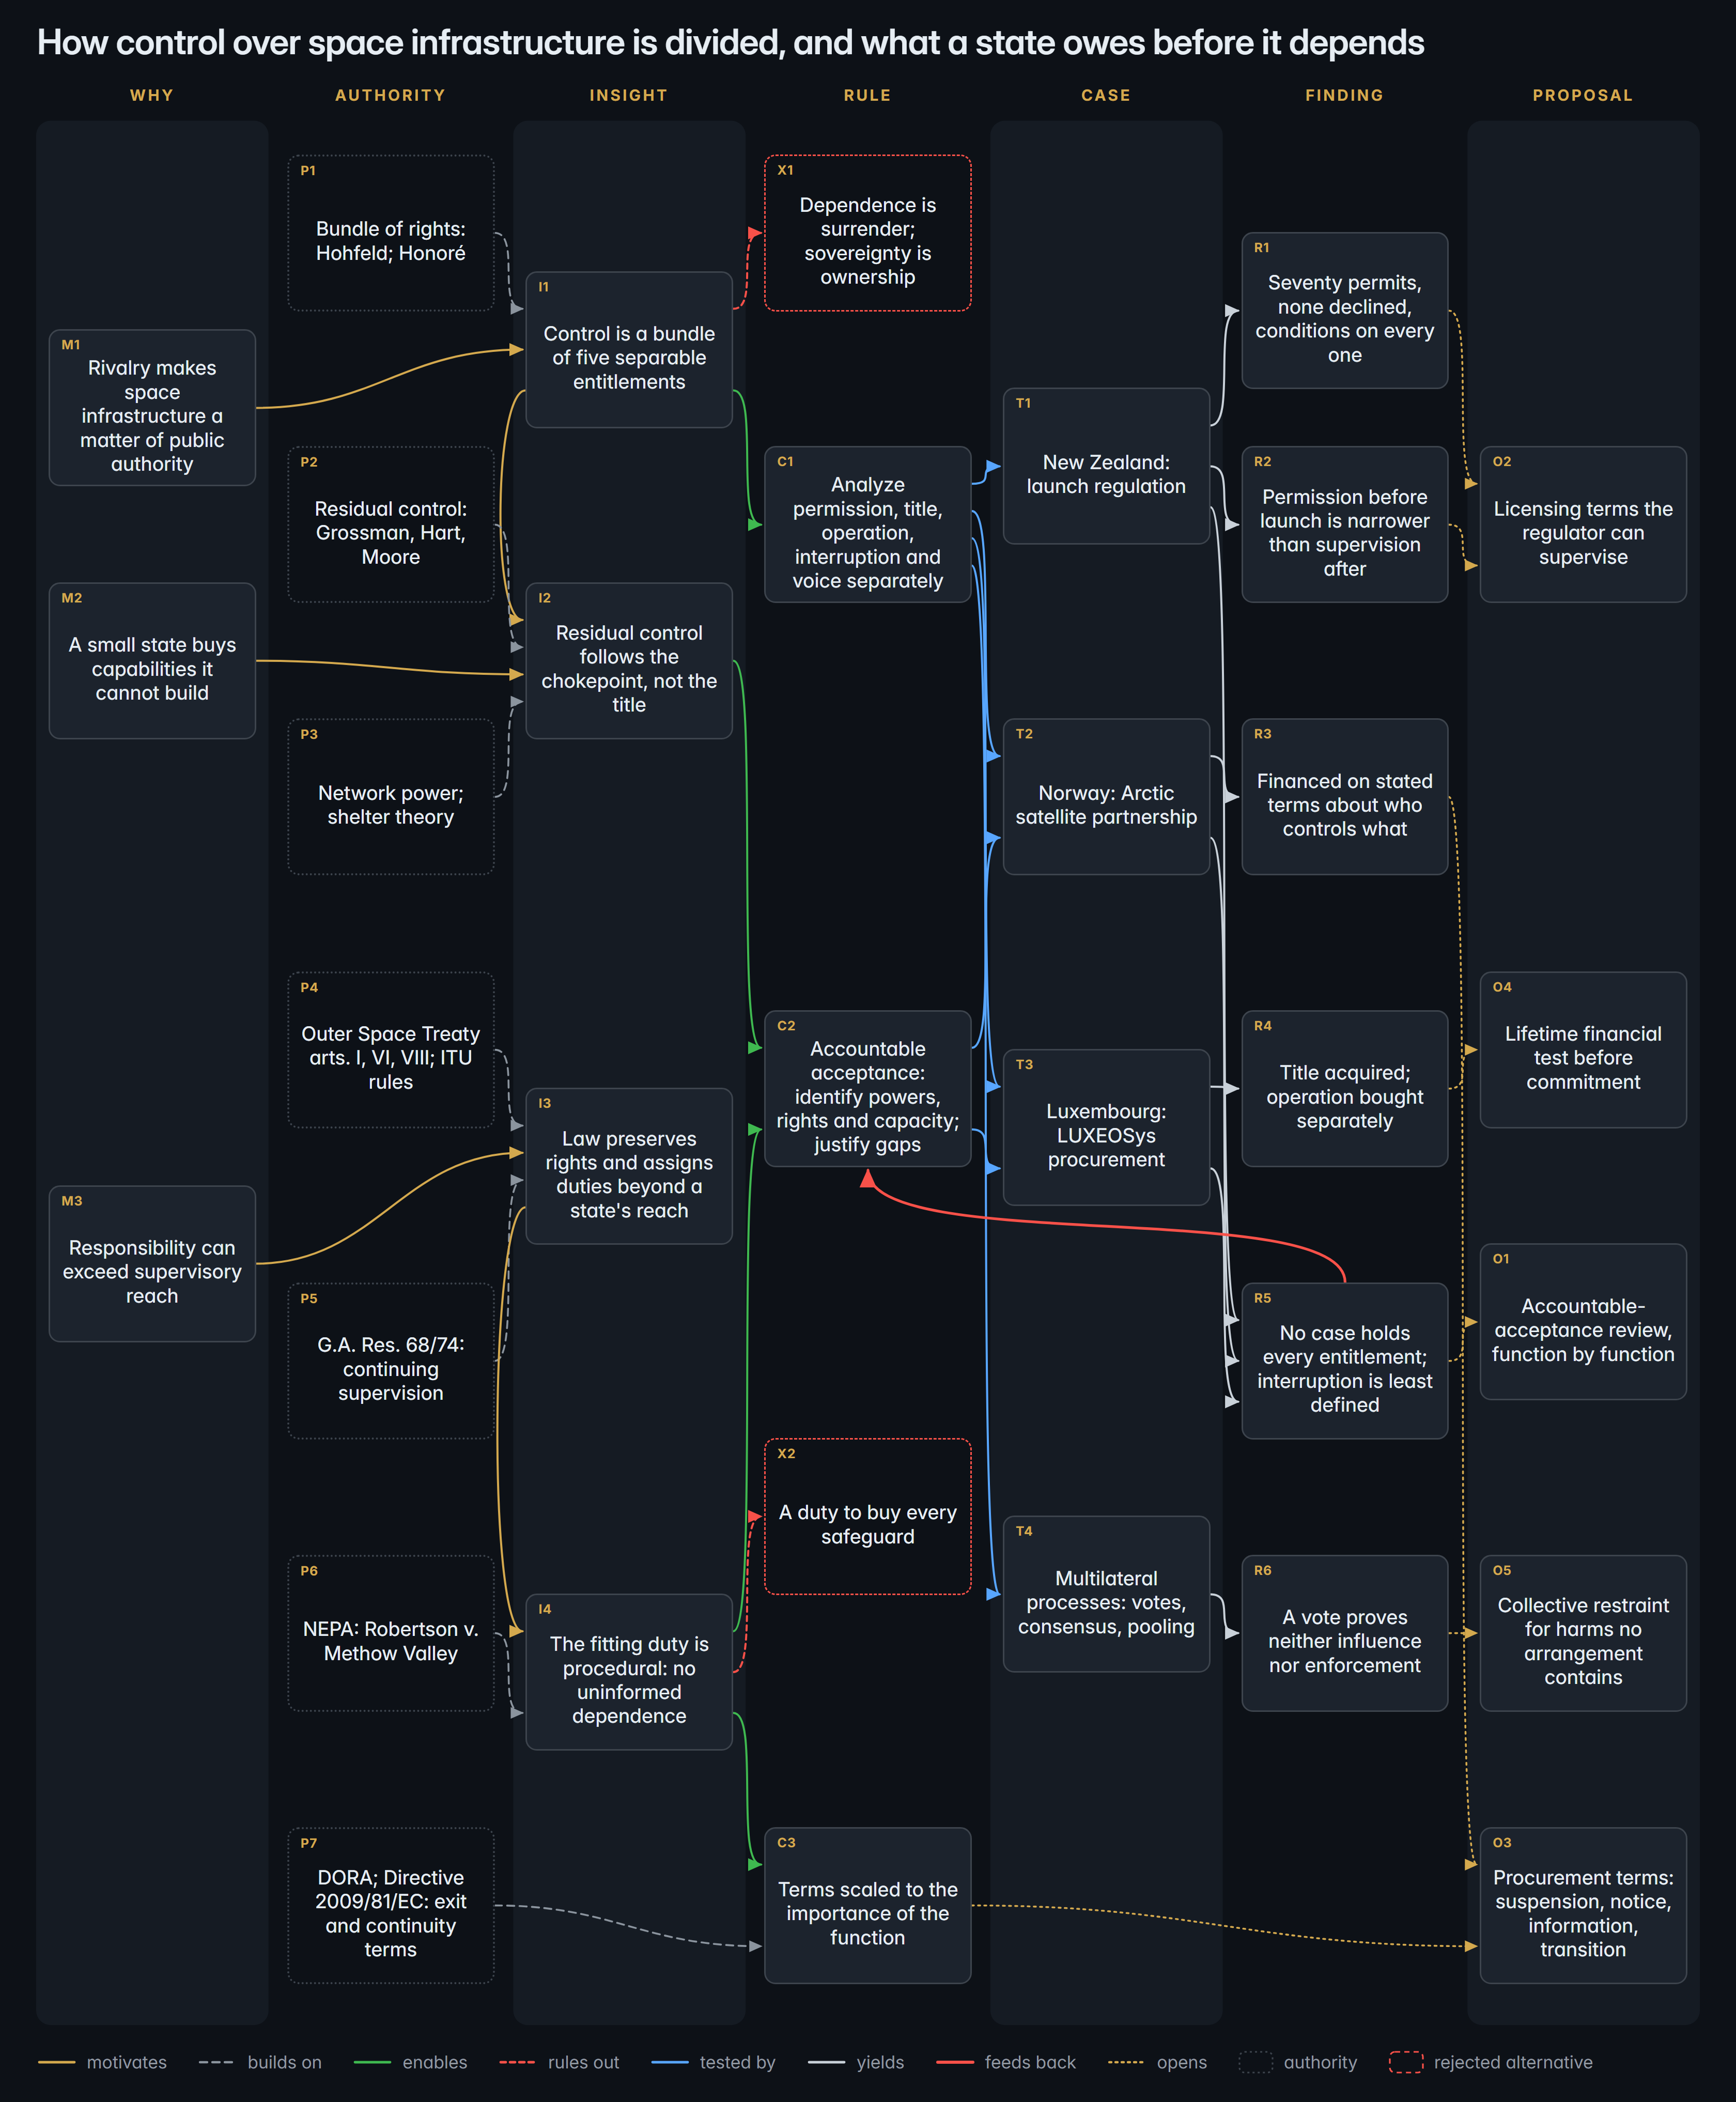 How control over space infrastructure is divided, and what a state owes before it depends
WHY
AUTHORITY
INSIGHT
RULE
CASE
FINDING
PROPOSAL
M1
Rivalry makes
space
infrastructure a
matter of public
authority
M2
A small state buys
capabilities it
cannot build
M3
Responsibility can
exceed supervisory
reach
P1
Bundle of rights:
Hohfeld; Honoré
P2
Residual control:
Grossman, Hart,
Moore
P3
Network power;
shelter theory
P4
Outer Space Treaty
arts. I, VI, VIII; ITU
rules
P5
G.A. Res. 68/74:
continuing
supervision
P6
NEPA: Robertson v.
Methow Valley
P7
DORA; Directive
2009/81/EC: exit
and continuity
terms
I1
Control is a bundle
of five separable
entitlements
I2
Residual control
follows the
chokepoint, not the
title
I3
Law preserves
rights and assigns
duties beyond a
state's reach
I4
The fitting duty is
procedural: no
uninformed
dependence
X1
Dependence is
surrender;
sovereignty is
ownership
C1
Analyze
permission, title,
operation,
interruption and
voice separately
C2
Accountable
acceptance:
identify powers,
rights and capacity;
justify gaps
X2
A duty to buy every
safeguard
C3
Terms scaled to the
importance of the
function
T1
New Zealand:
launch regulation
T2
Norway: Arctic
satellite partnership
T3
Luxembourg:
LUXEOSys
procurement
T4
Multilateral
processes: votes,
consensus, pooling
R1
Seventy permits,
none declined,
conditions on every
one
R2
Permission before
launch is narrower
than supervision
after
R3
Financed on stated
terms about who
controls what
R4
Title acquired;
operation bought
separately
R5
No case holds
every entitlement;
interruption is least
defined
R6
A vote proves
neither influence
nor enforcement
O2
Licensing terms the
regulator can
supervise
O4
Lifetime financial
test before
commitment
O1
Accountable-
acceptance review,
function by function
O5
Collective restraint
for harms no
arrangement
contains
O3
Procurement terms:
suspension, notice,
information,
transition
motivates
builds on
enables
rules out
tested by
yields
feeds back
opens
authority
rejected alternative